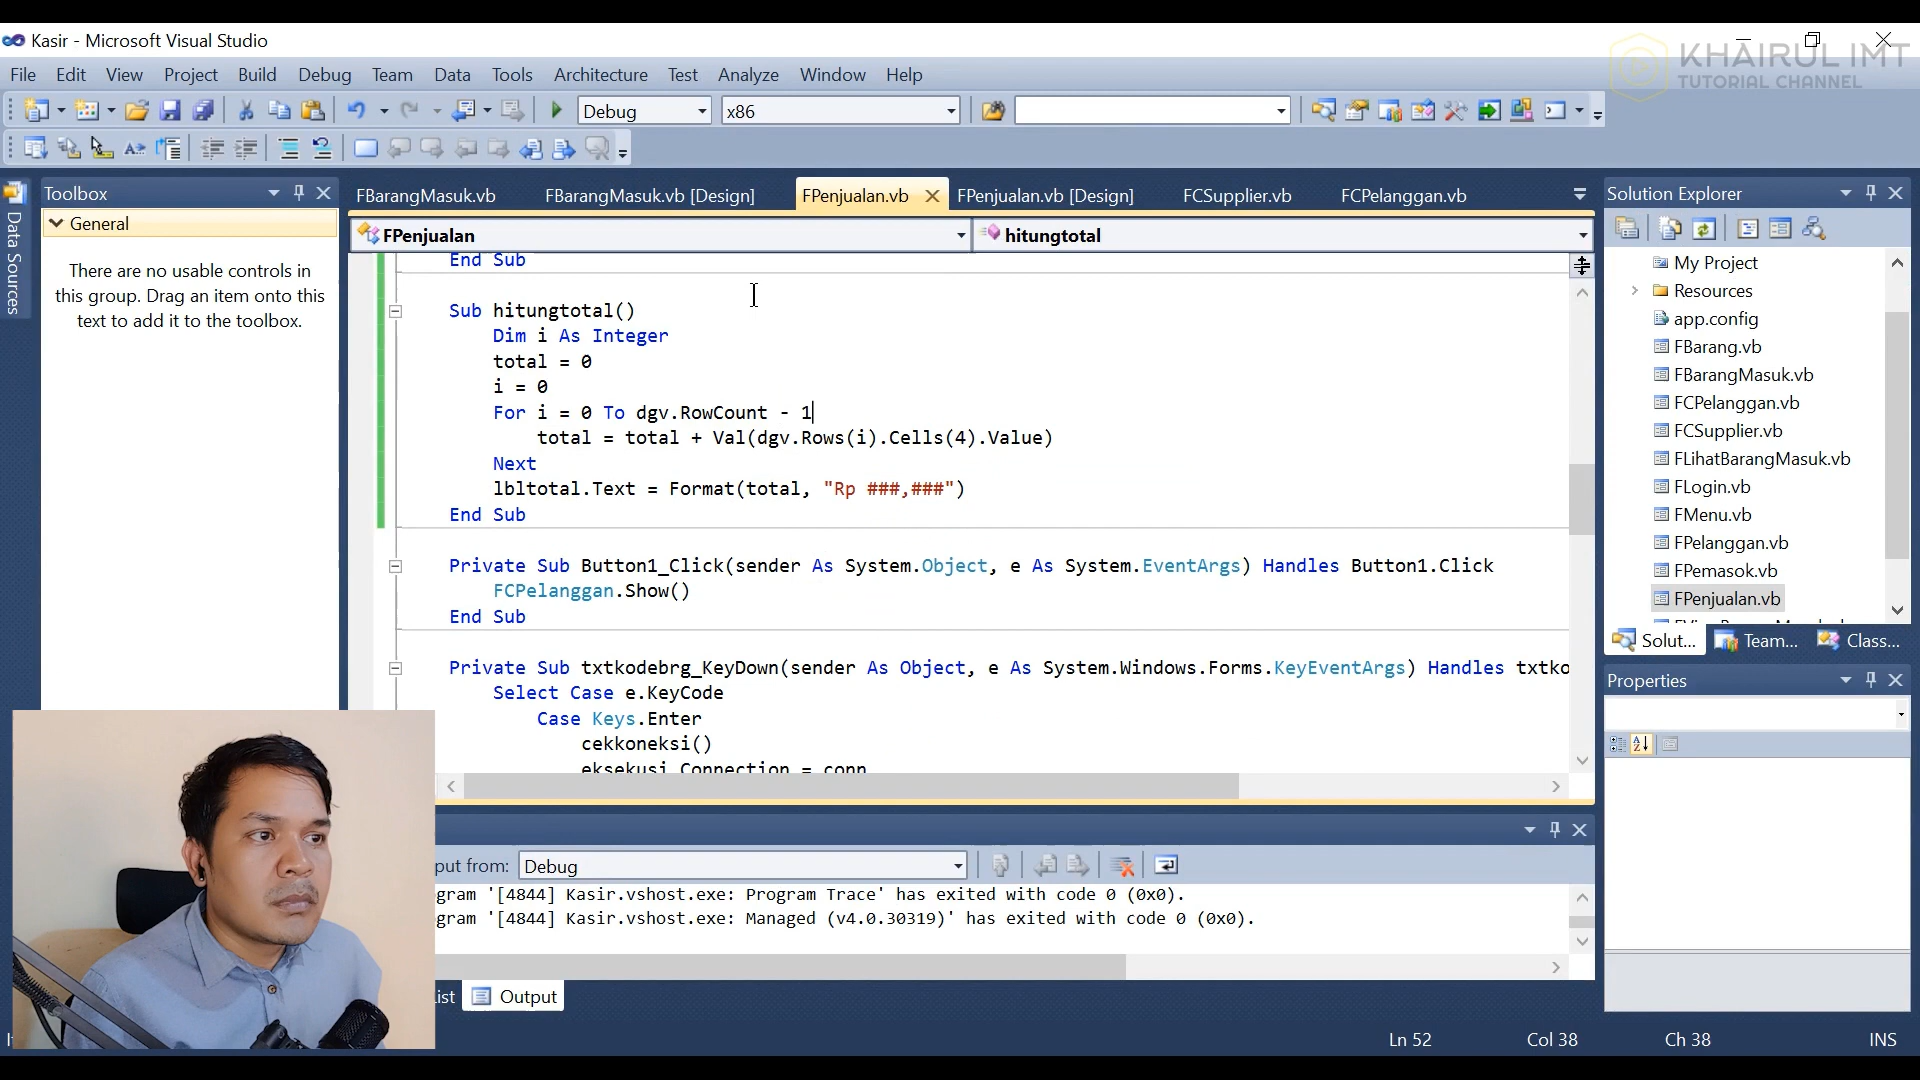 Kasir - Microsoft Visual Studio
KHAIRUL IMT
TUTORIAL CHANNEL
File Edit View Project Build Debug Team Data Tools Architecture Test Analyze Window Help
Debug x86
Toolbox
General
There are no usable controls in
this group. Drag an item onto this
text to add it to the toolbox.
Data Sources
FBarangMasuk.vb FBarangMasuk.vb [Design] FPenjualan.vb FPenjualan.vb [Design] FCSupplier.vb FCPelanggan.vb
FPenjualan hitungtotal
End Sub
Sub hitungtotal()
Dim i As Integer
total = 0
i = 0
For i = 0 To dgv.RowCount - 1
total = total + Val(dgv.Rows(i).Cells(4).Value)
Next
lbltotal.Text = Format(total, "Rp ###,###")
End Sub
Private Sub Button1_Click(sender As System.Object, e As System.EventArgs) Handles Button1.Click
FCPelanggan.Show()
End Sub
Private Sub txtkodebrg_KeyDown(sender As Object, e As System.Windows.Forms.KeyEventArgs) Handles txtko
Select Case e.KeyCode
Case Keys.Enter
cekkoneksi()
eksekusi.Connection = conn
Solution Explorer
My Project
Resources
app.config
FBarang.vb
FBarangMasuk.vb
FCPelanggan.vb
FCSupplier.vb
FLihatBarangMasuk.vb
FLogin.vb
FMenu.vb
FPelanggan.vb
FPemasok.vb
FPenjualan.vb
Solut... Team... Class...
Properties
put from: Debug
gram '[4844] Kasir.vshost.exe: Program Trace' has exited with code 0 (0x0).
gram '[4844] Kasir.vshost.exe: Managed (v4.0.30319)' has exited with code 0 (0x0).
ist Output
Ln 52 Col 38 Ch 38 INS